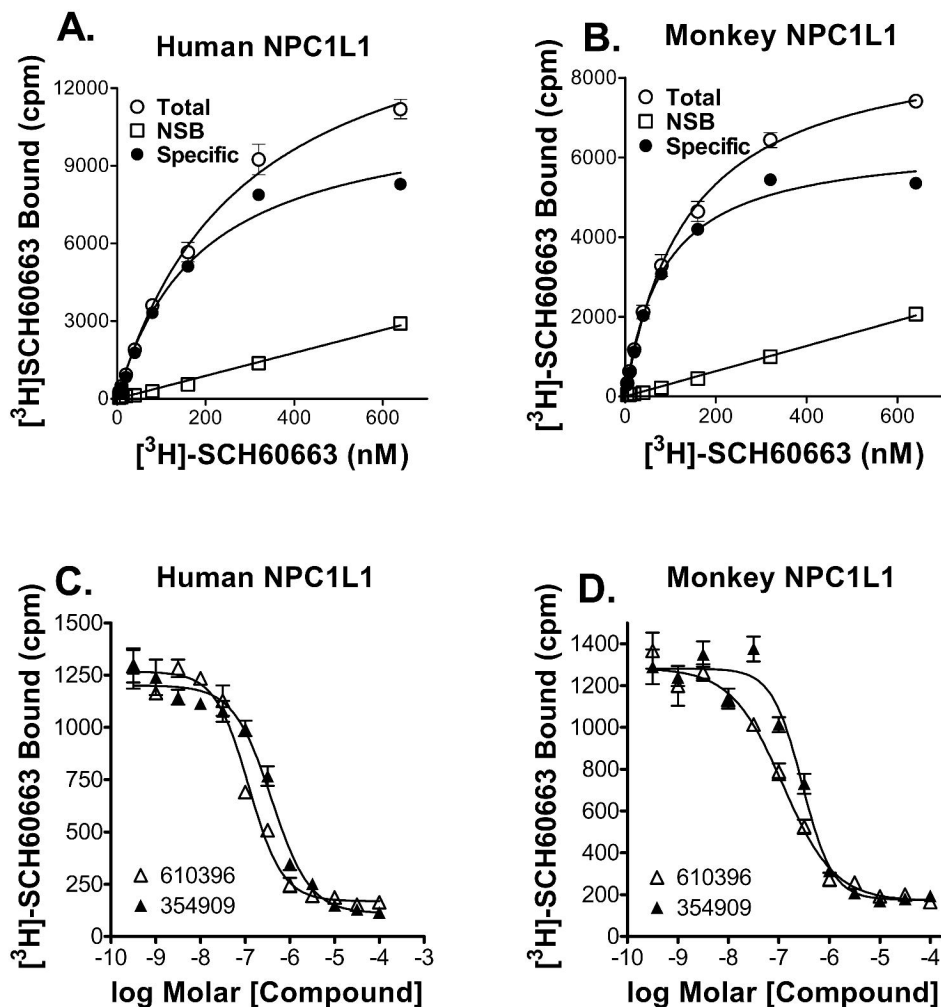 A.
Human NPC1L1
[³H]SCH60663 Bound (cpm)
12000
9000
6000
3000
0
Total
NSB
Specific
0 200 400 600
[³H]-SCH60663 (nM)
B.
Monkey NPC1L1
[³H]-SCH60663 Bound (cpm)
8000
6000
4000
2000
0
Total
NSB
Specific
0 200 400 600
[³H]-SCH60663 (nM)
C.
Human NPC1L1
[³H]-SCH60663 Bound (cpm)
1500
1250
1000
750
500
250
0
610396
354909
-10 -9 -8 -7 -6 -5 -4 -3
log Molar [Compound]
D.
Monkey NPC1L1
[³H]-SCH60663 Bound (cpm)
1400
1200
1000
800
600
400
200
0
610396
354909
-10 -9 -8 -7 -6 -5 -4
log Molar [Compound]